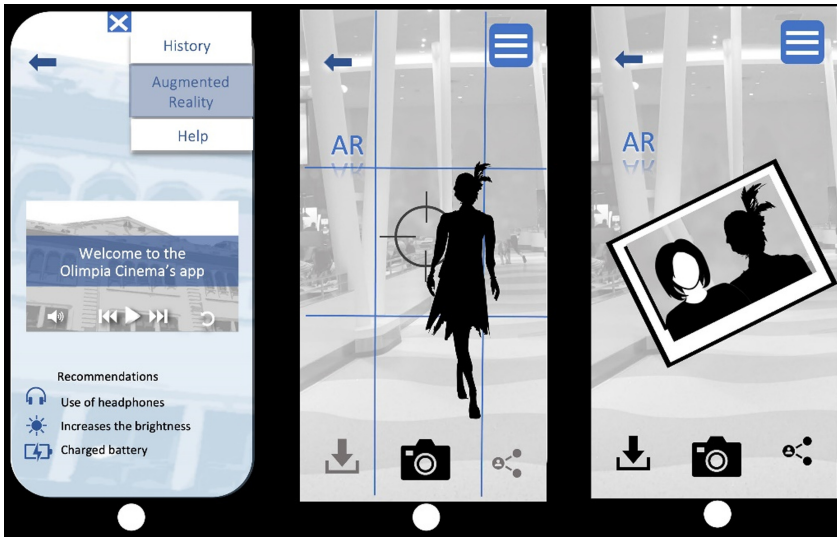 History
Augmented
Reality
Help
Welcome to the
Olimpia Cinema's app
Recommendations
Use of headphones
Increases the brightness
Charged battery
AR
AR